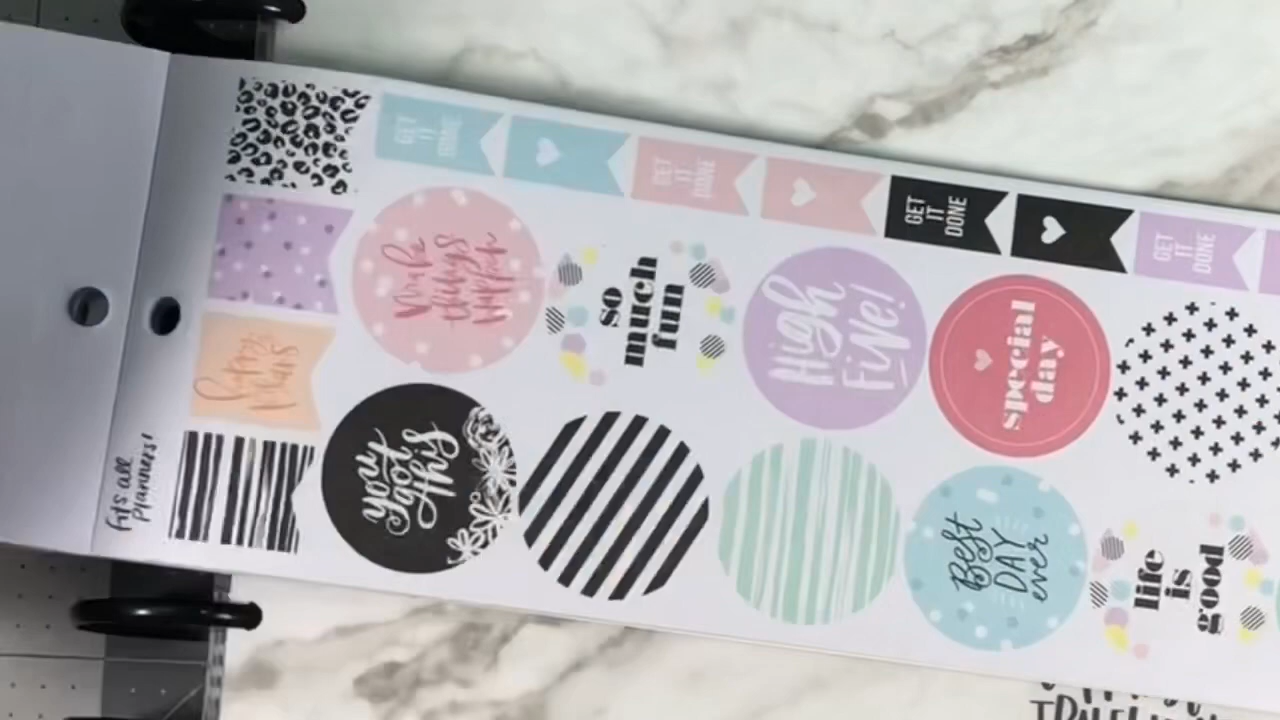 GET
IT
DONE
GET
IT
DONE
GET
IT
DONE
GET
IT
DONE
Make
things
Happen
so
much
fun
High
Five!
special
day
you
got
this
Best
DAY
ever
life
is
good
fits all
planners!